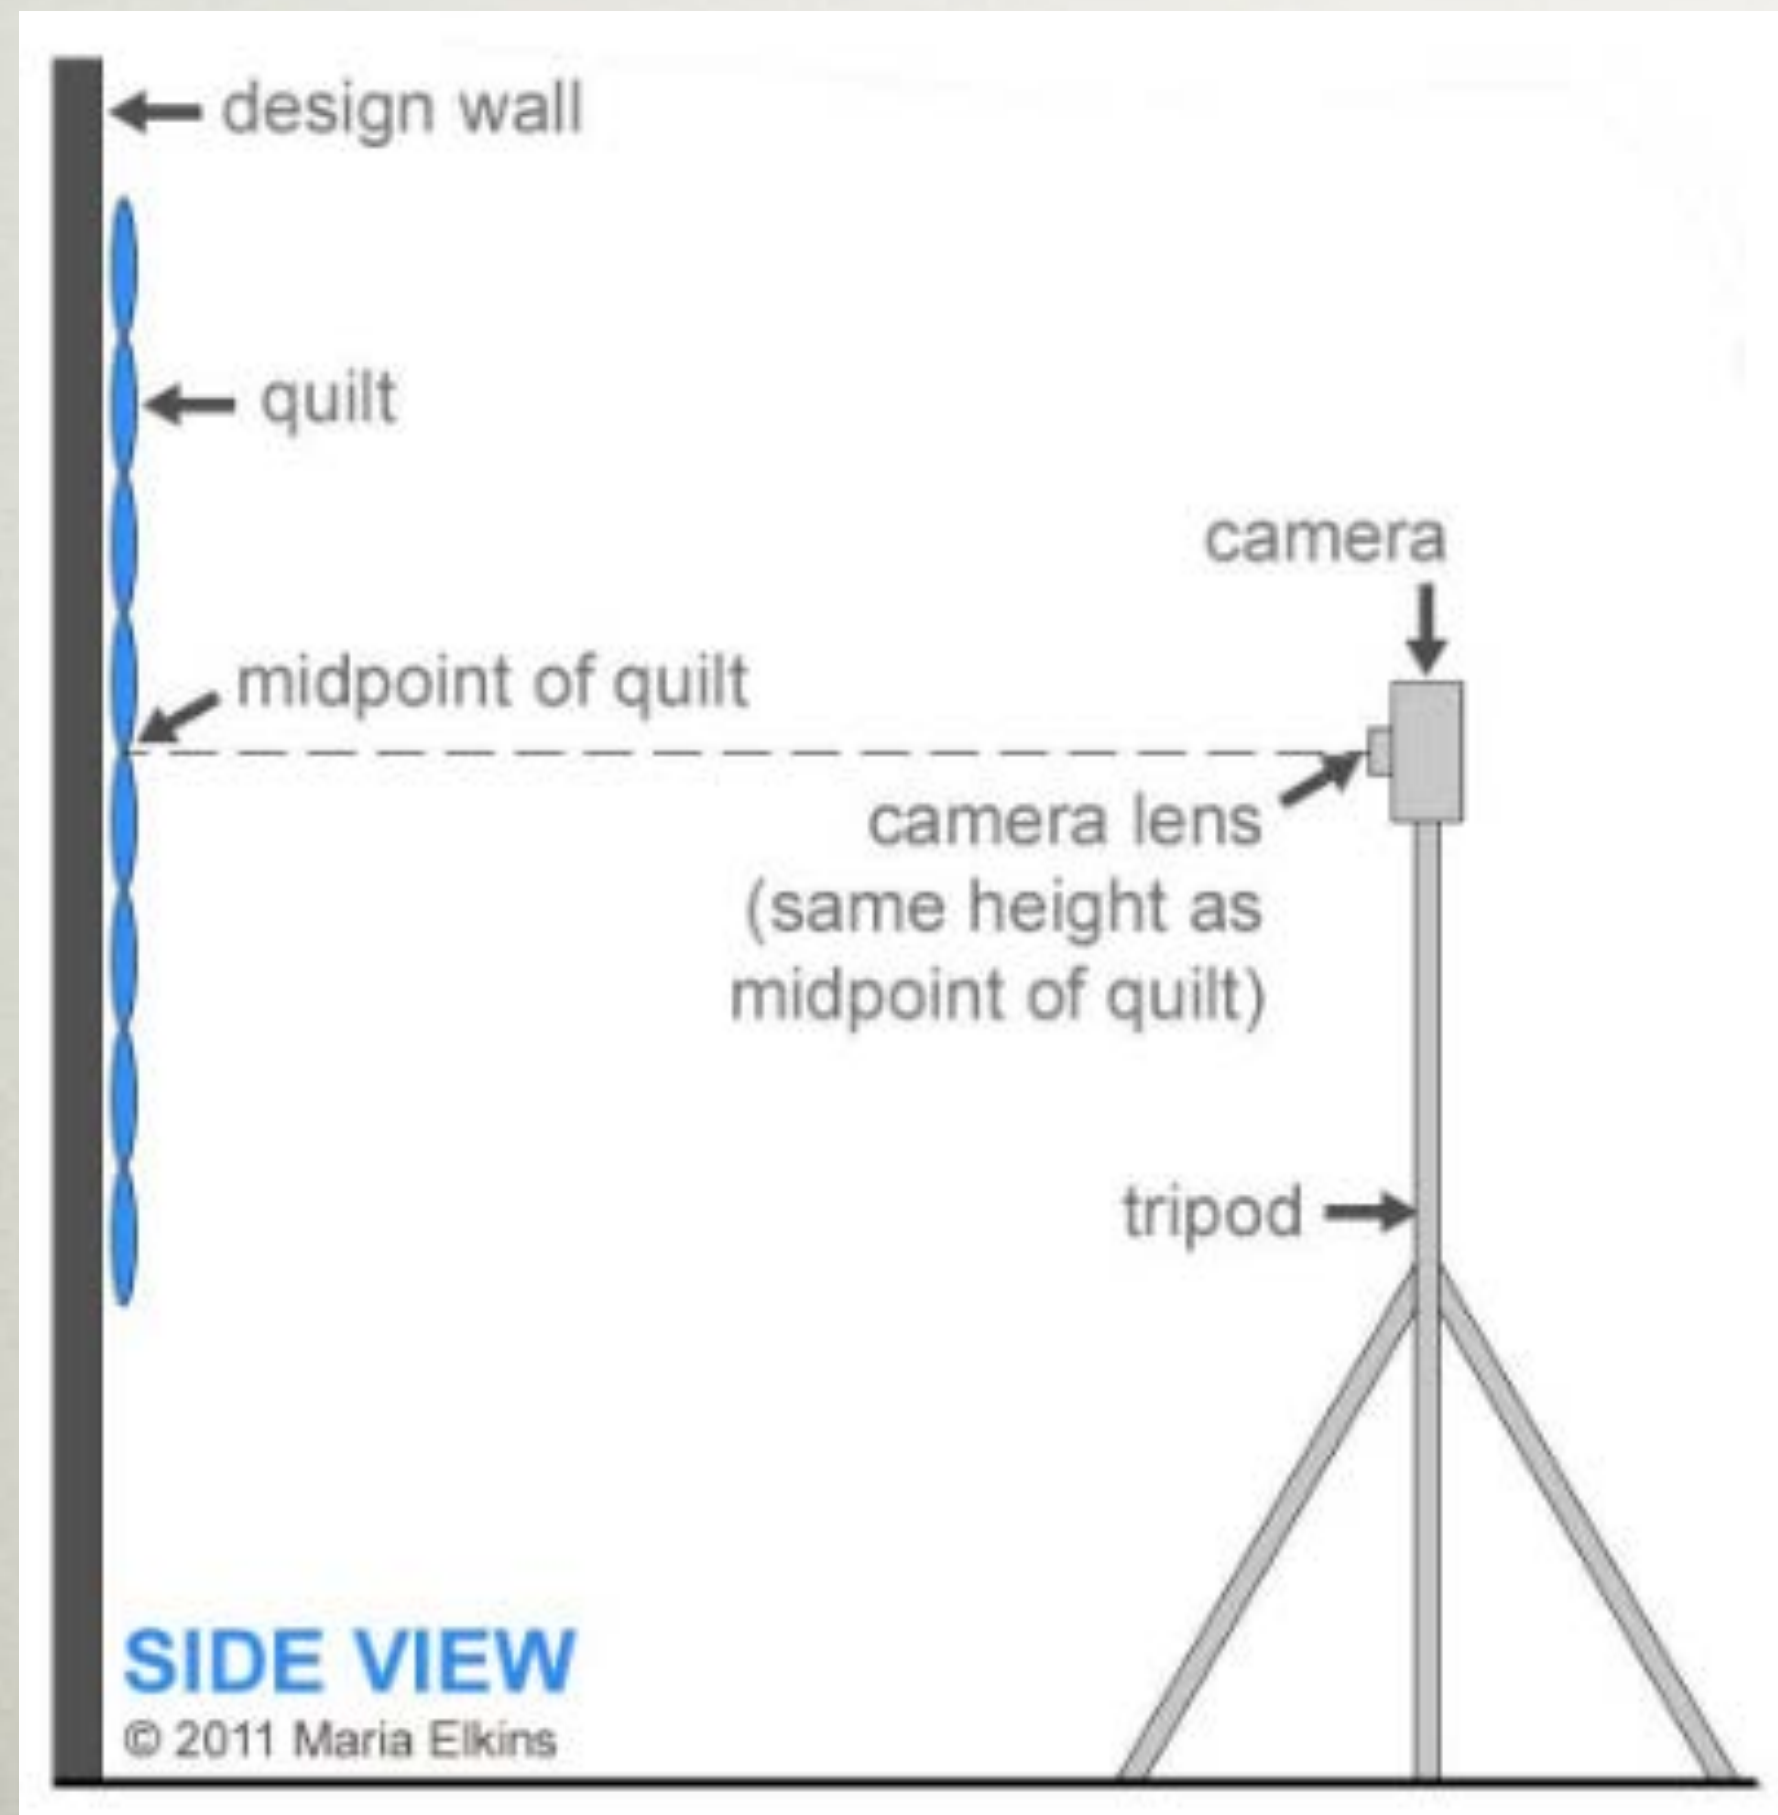 design wall
quilt
camera
midpoint of quilt
camera lens
(same height as
midpoint of quilt)
tripod
SIDE VIEW
© 2011 Maria Elkins